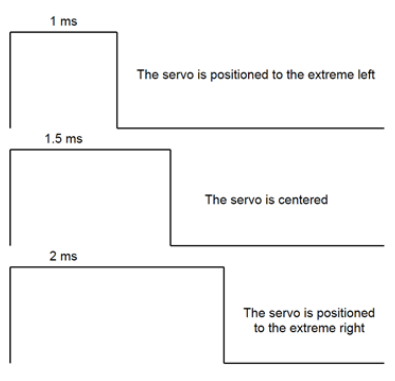 1 ms
The servo is positioned to the extreme left
1.5 ms
The servo is centered
2 ms
The servo is positioned
to the extreme right